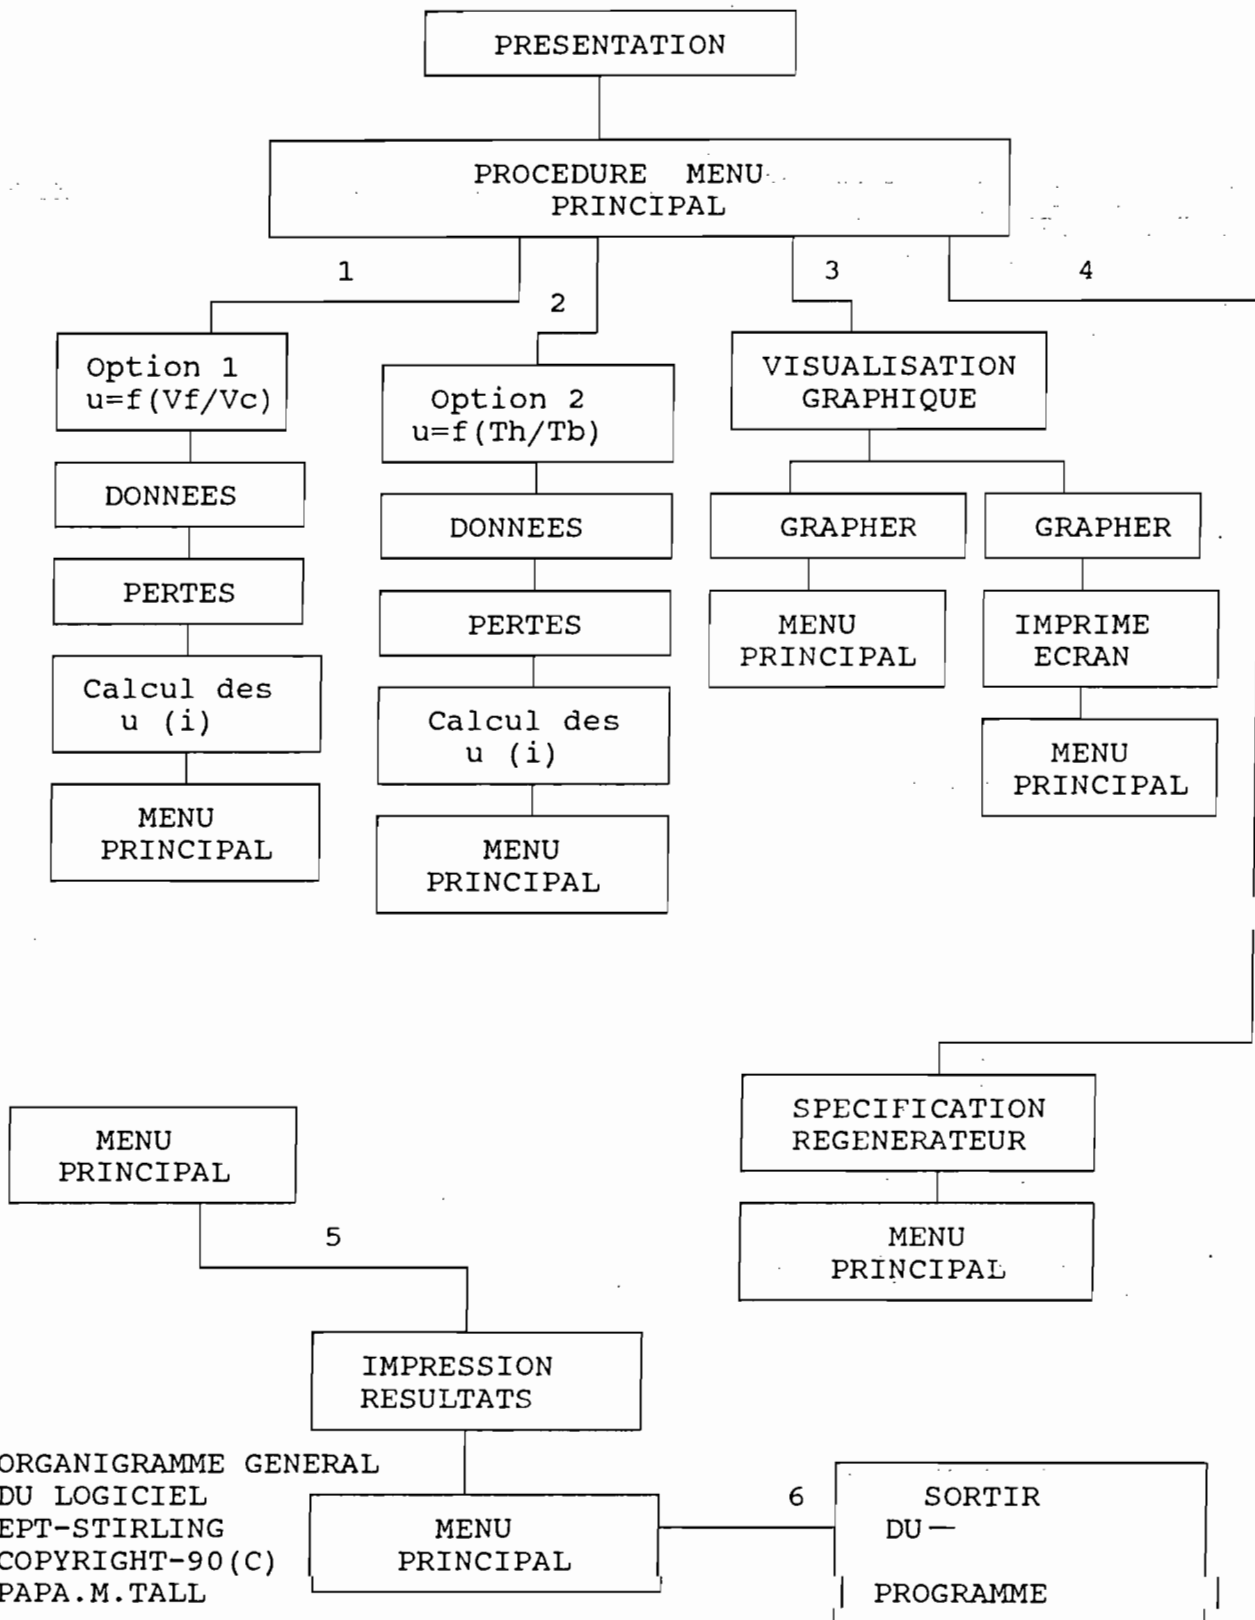 PRESENTATION
PROCEDURE MENU
PRINCIPAL
1
2
3
4
Option 1
u=f(Vf/Vc)
DONNEES
PERTES
Calcul des
u (i)
MENU
PRINCIPAL
Option 2
u=f(Th/Tb)
DONNEES
PERTES
Calcul des
u (i)
MENU
PRINCIPAL
VISUALISATION
GRAPHIQUE
GRAPHER
MENU
PRINCIPAL
GRAPHER
IMPRIME
ECRAN
MENU
PRINCIPAL
SPECIFICATION
REGENERATEUR
MENU
PRINCIPAL
MENU
PRINCIPAL
5
IMPRESSION
RESULTATS
MENU
PRINCIPAL
6
SORTIR
DU
PROGRAMME
ORGANIGRAMME GENERAL
DU LOGICIEL
EPT-STIRLING
COPYRIGHT-90(C)
PAPA.M.TALL